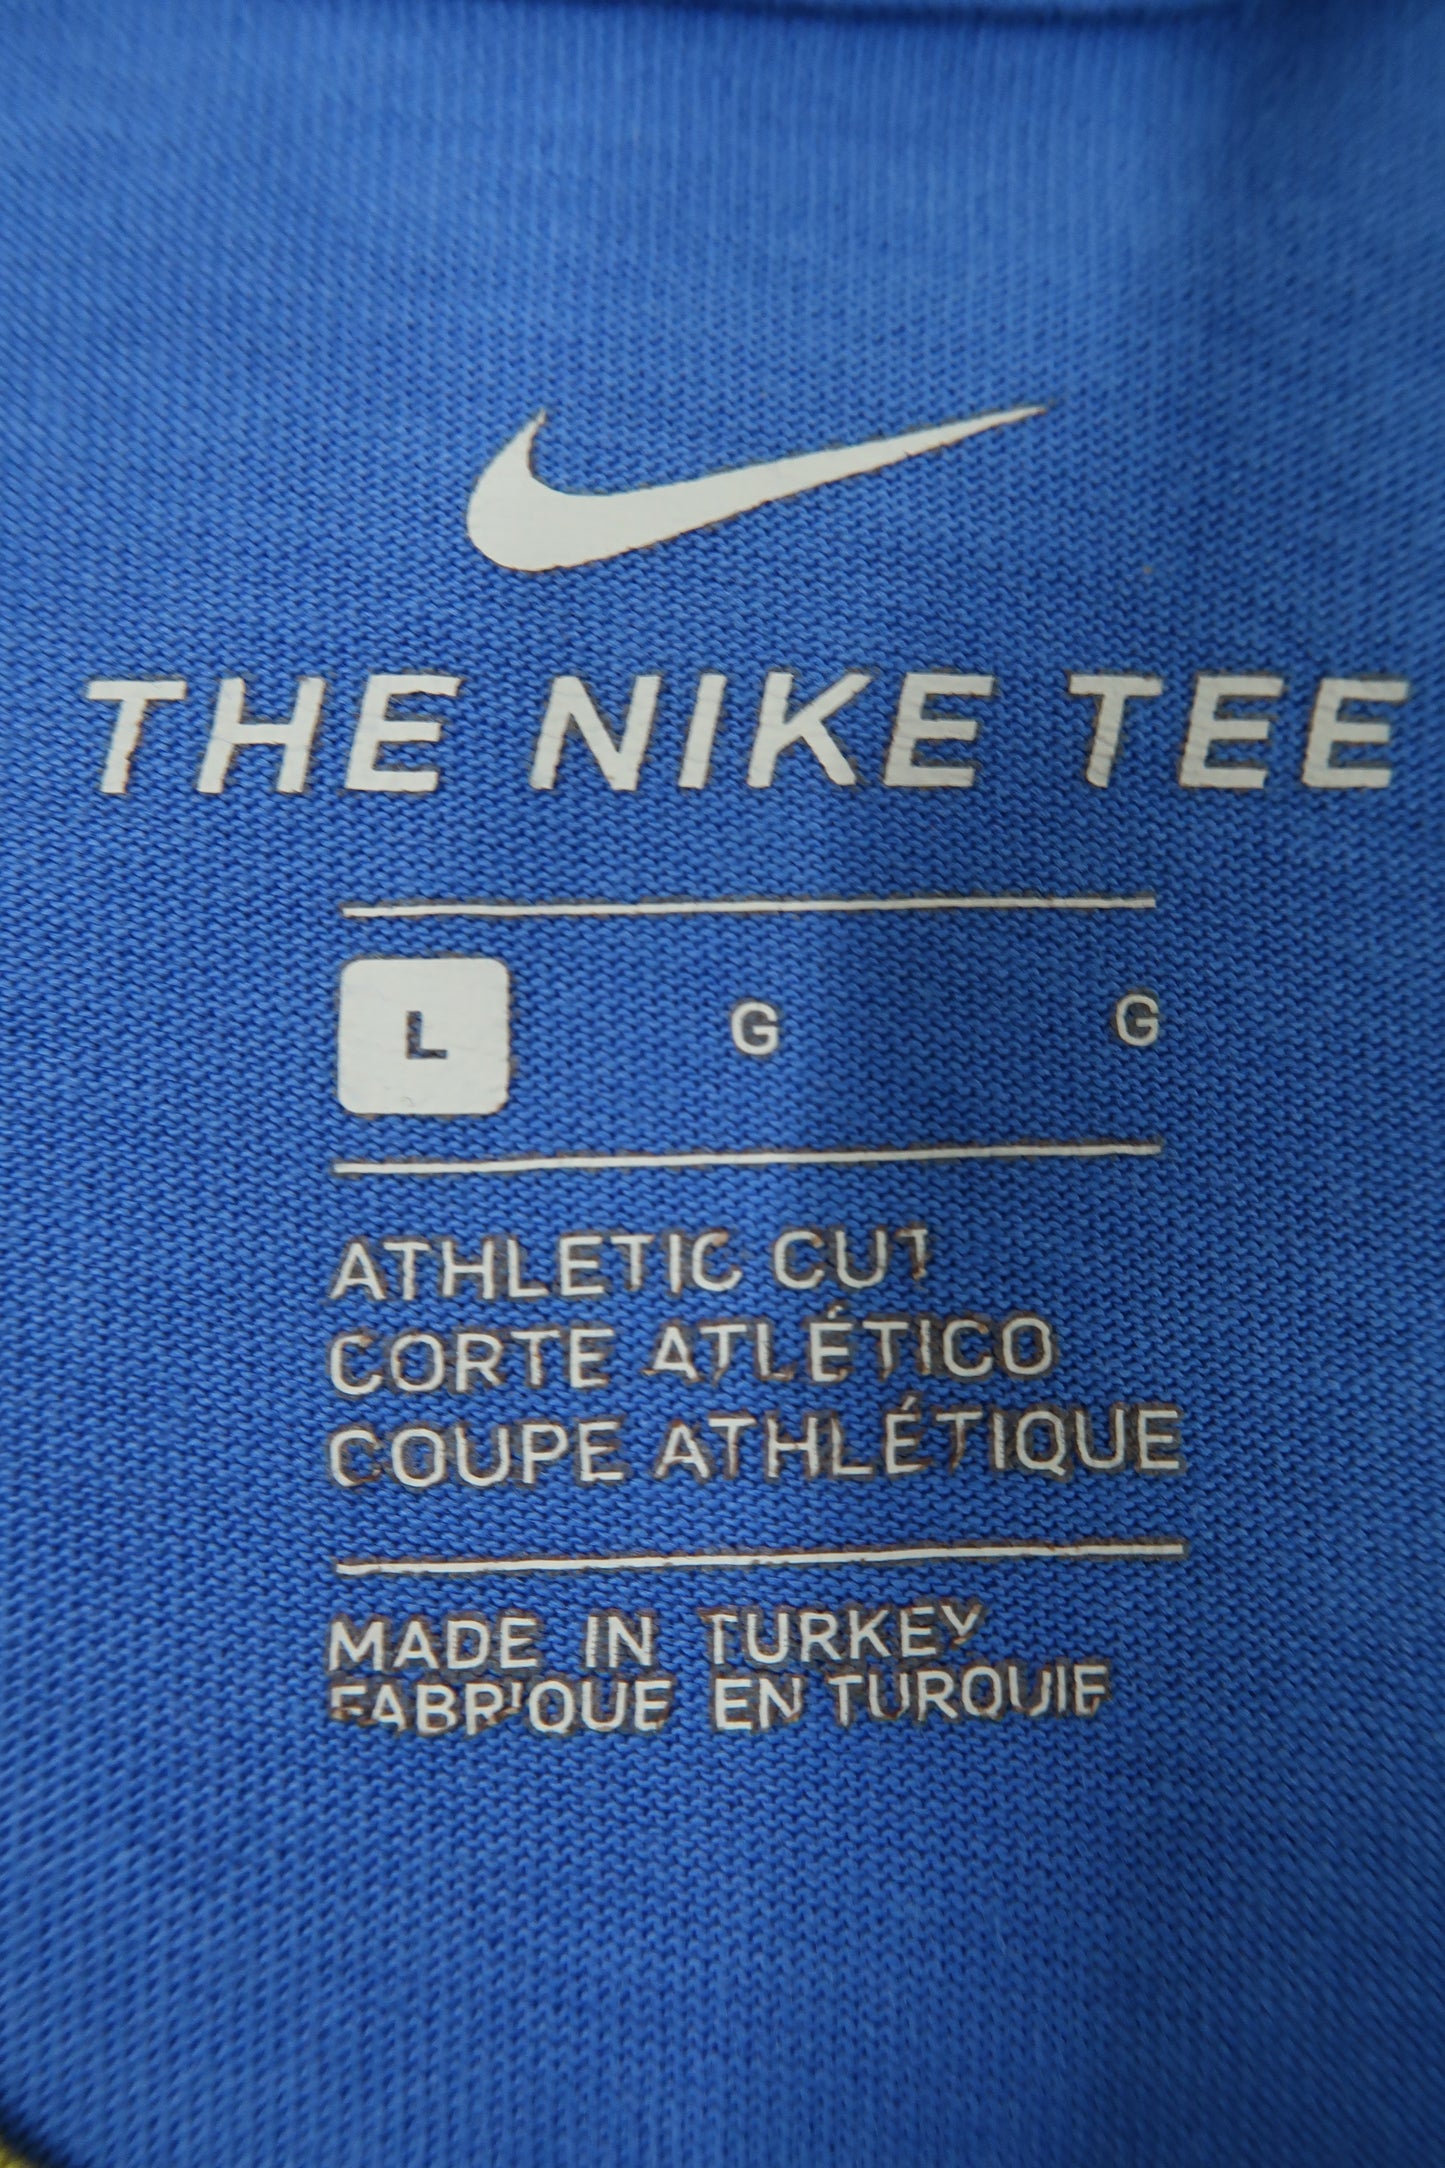 THE NIKE TEE
L G G
ATHLETIC CUT
CORTE ATLÉTICO
COUPE ATHLÉTIQUE
MADE IN TURKEY
FABRIQUE EN TURQUIE